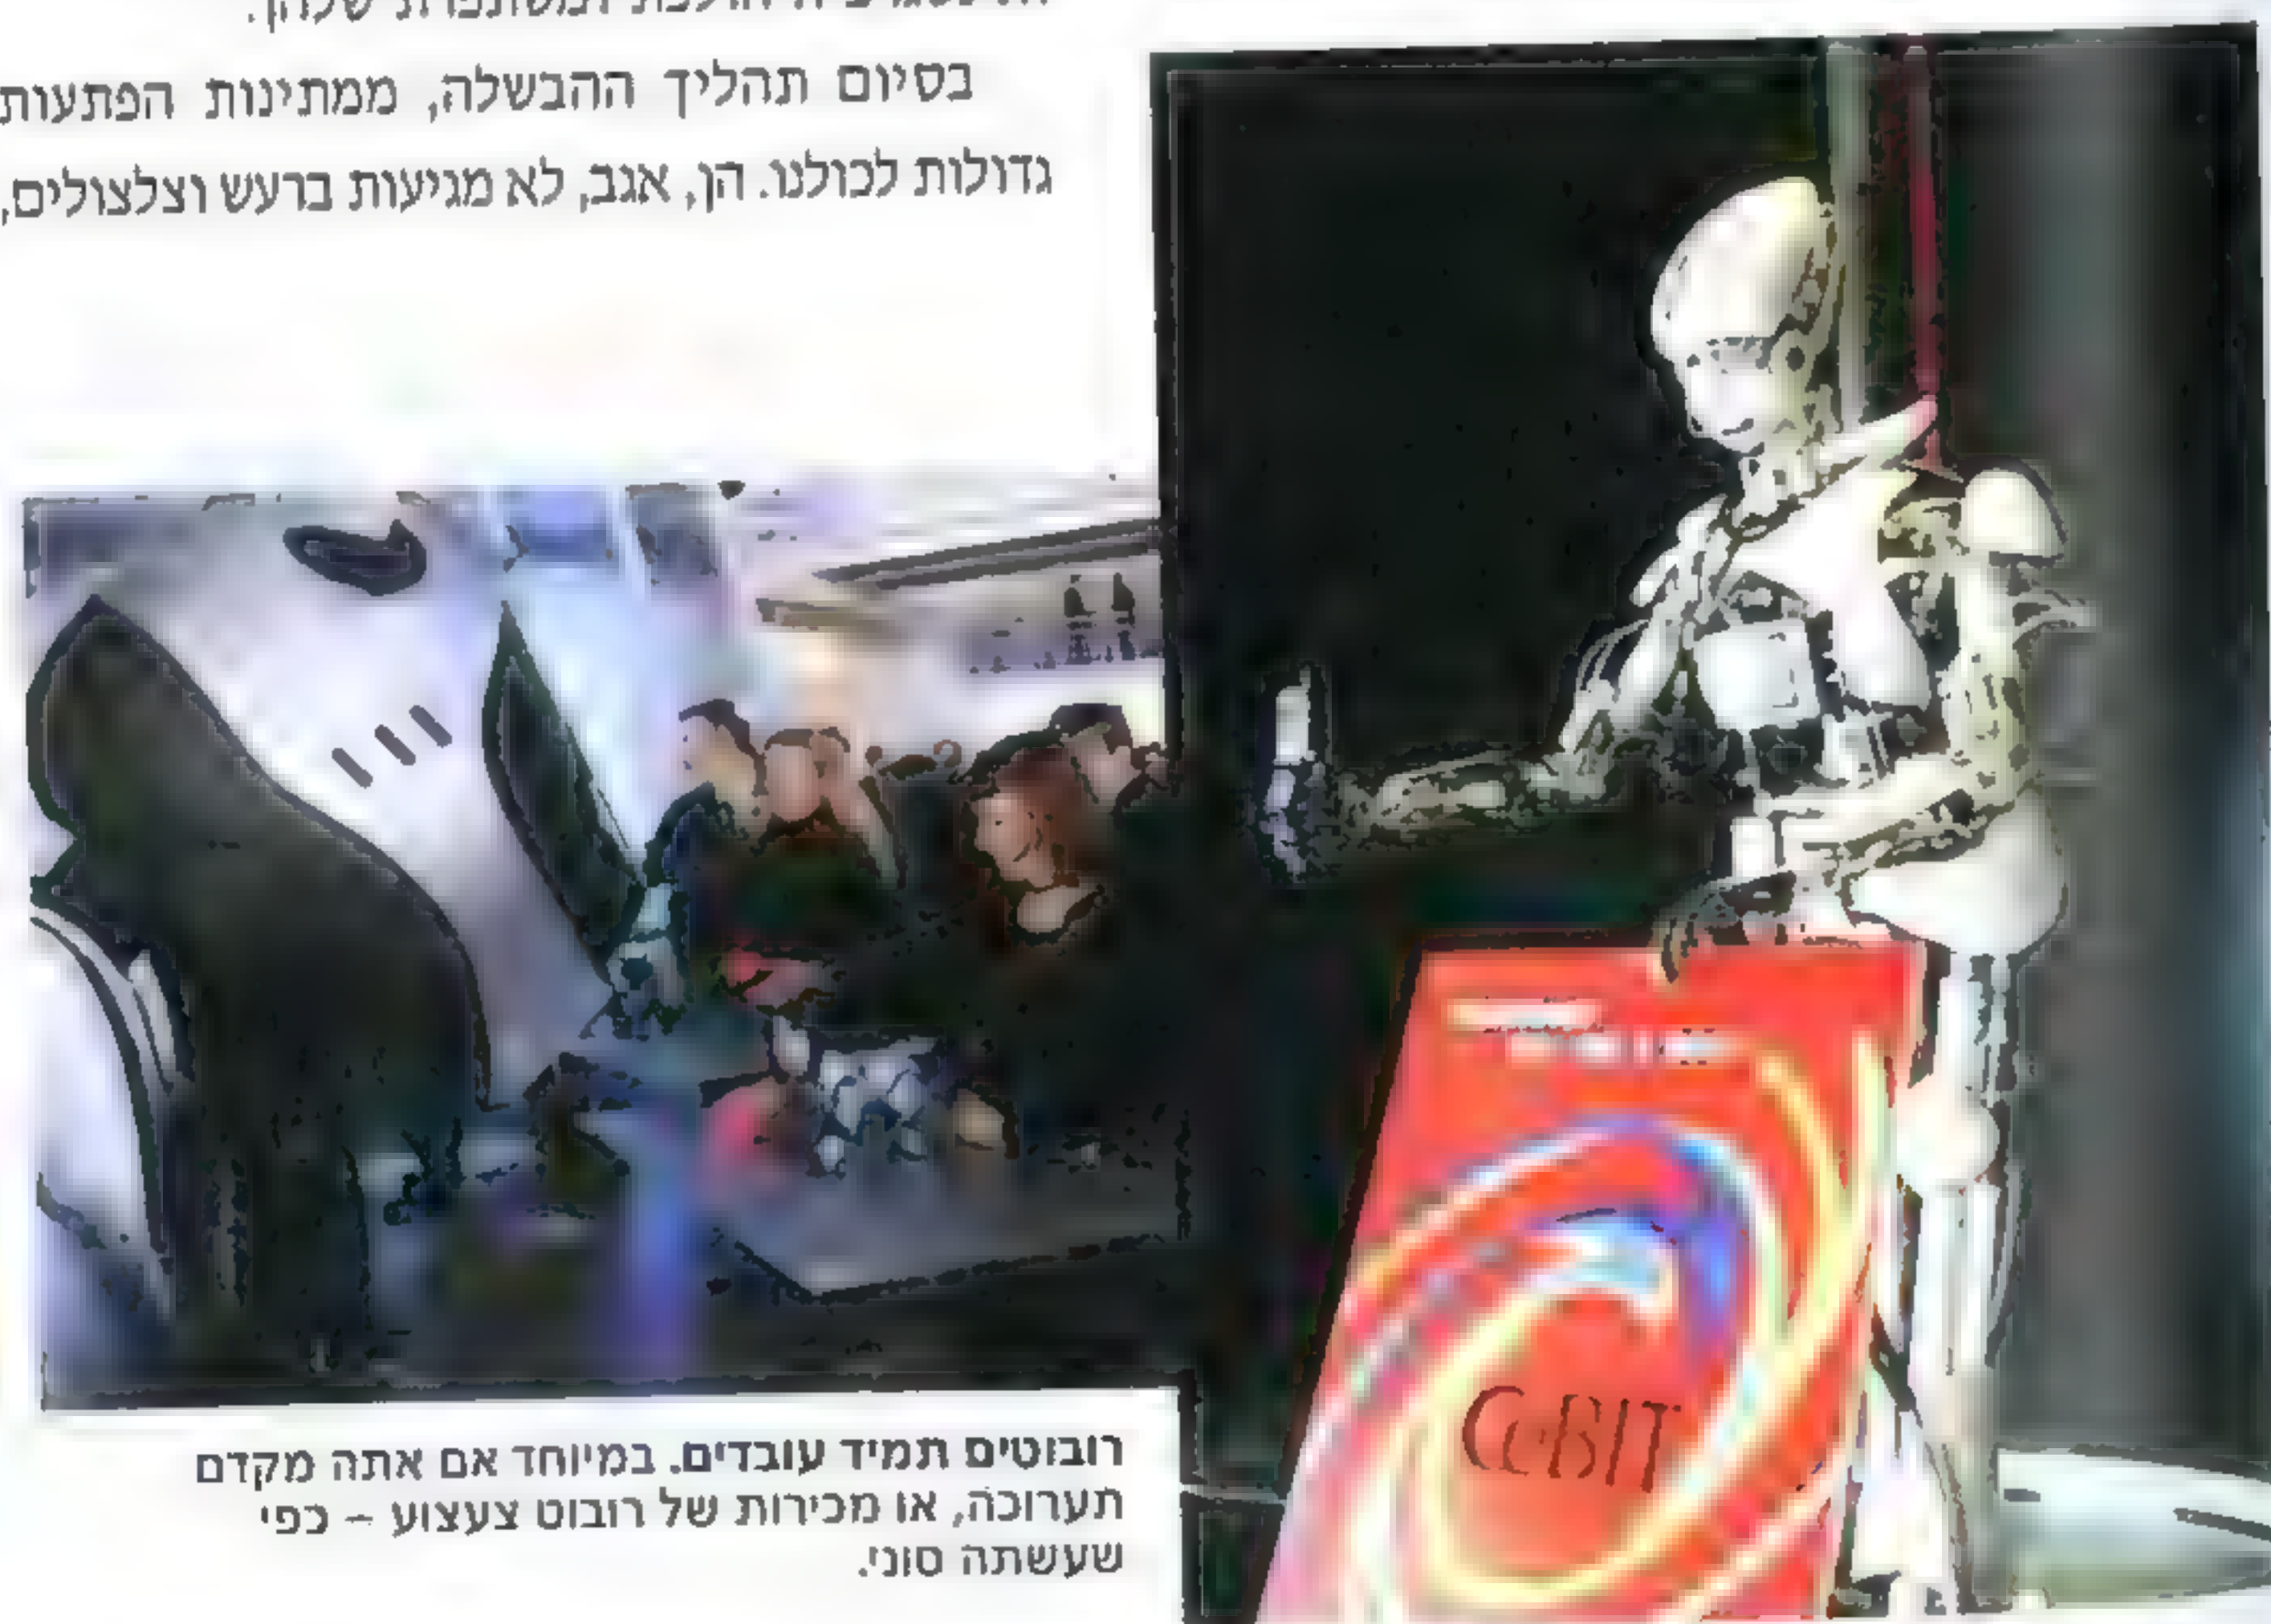 בסיום תהליך ההבשלה, ממתינות הפתעות
גדולות לכולנו. הן, אגב, לא מגיעות ברעש וצלצולים,
CeBIT
רובוטים תמיד עובדים. במיוחד אם אתה מקדם
תערוכה, או מכירות של רובוט צעצוע – כפי
שעשתה סוני.